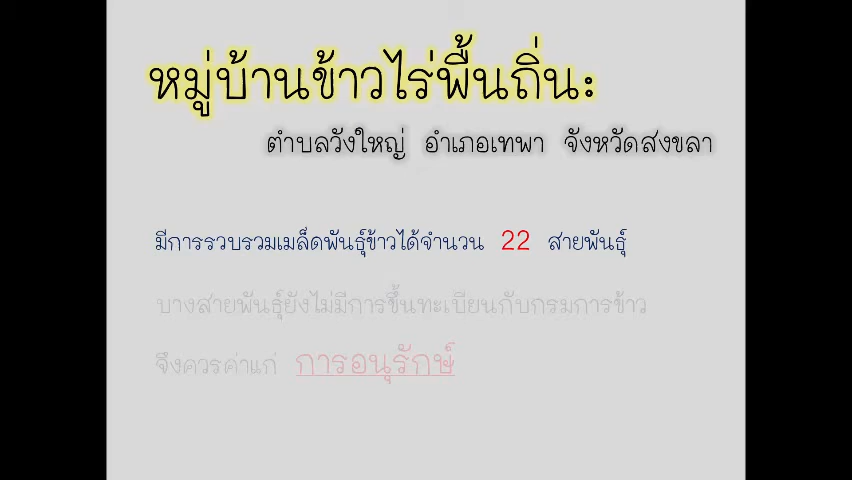 หมู่บ้านข้าวไร่พื้นถิ่นะ
ตำบลวังใหญ่ อำเภอเทพา จังหวัดสงขลา
มีการรวบรวมเมล็ดพันธุ์ข้าวได้จำนวน 22 สายพันธุ์
บางสายพันธุ์ยังไม่มีการขึ้นทะเบียนกับกรมการข้าว
จึงควรค่าแก่ การอนุรักษ์